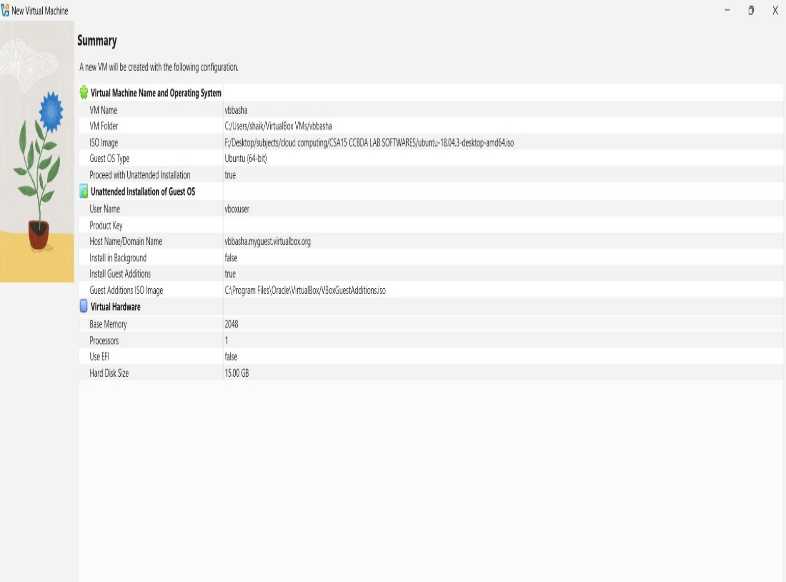 New Virtual Machine
Summary
A new VM will be created with the following configuration.
Virtual Machine Name and Operating System
VM Name vbbasha
VM Folder C:/Users/shaik/VirtualBox VMs/vbbasha
ISO Image F:/Desktop/subjects/cloud computing/CSA15 CCBDA LAB SOFTWARES/ubuntu-18.04.3-desktop-amd64.iso
Guest OS Type Ubuntu (64-bit)
Proceed with Unattended Installation true
Unattended Installation of Guest OS
User Name vboxuser
Product Key
Host Name/Domain Name vbbasha.myguest.virtualbox.org
Install in Background false
Install Guest Additions true
Guest Additions ISO Image C:\Program Files\Oracle\VirtualBox/VBoxGuestAdditions.iso
Virtual Hardware
Base Memory 2048
Processors 1
Use EFI false
Hard Disk Size 15.00 GB